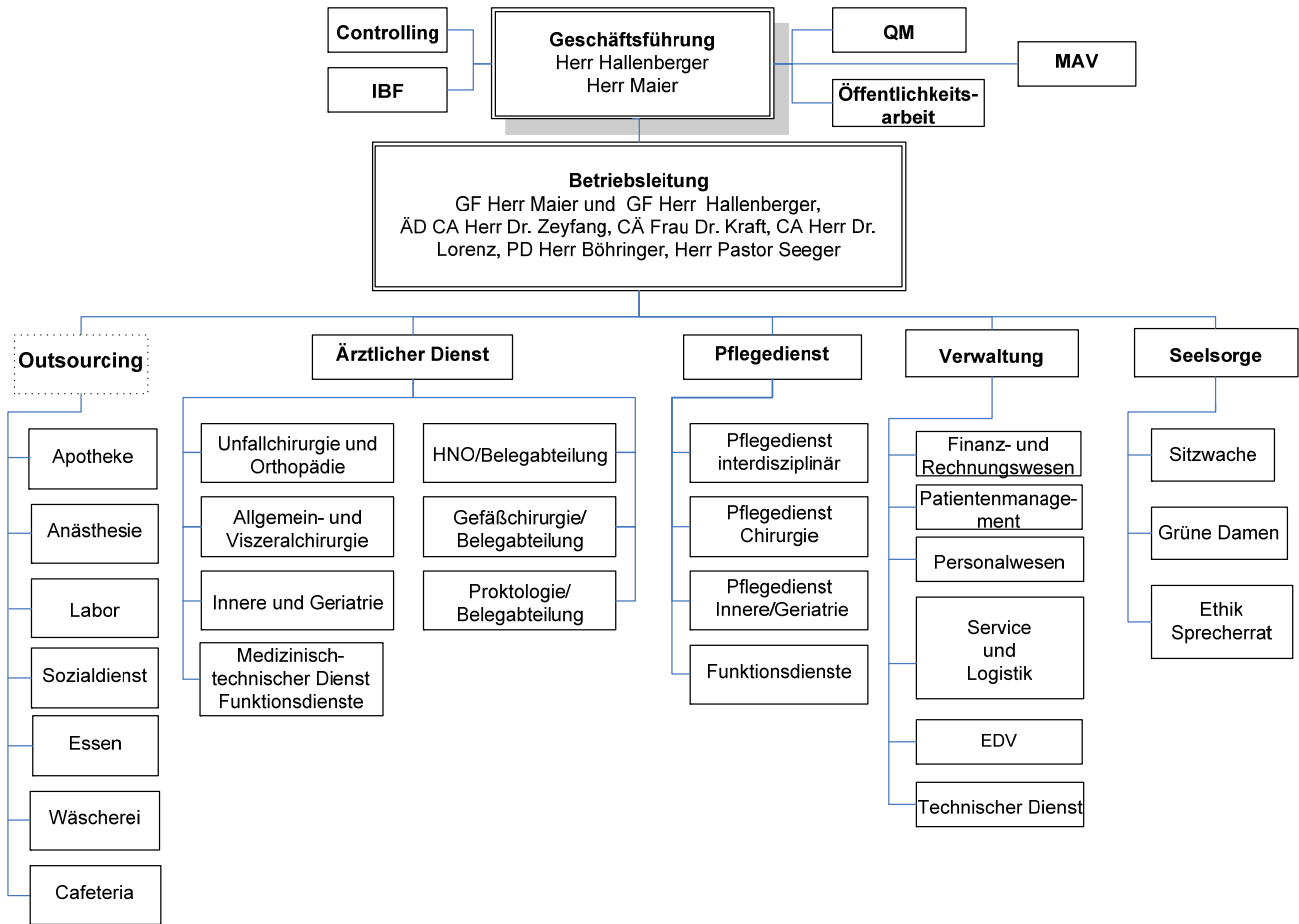 Controlling
IBF
Geschäftsführung
Herr Hallenberger
Herr Maier
QM
MAV
Öffentlichkeits-
arbeit
Betriebsleitung
GF Herr Maier und GF Herr Hallenberger,
ÄD CA Herr Dr. Zeyfang, CÄ Frau Dr. Kraft, CA Herr Dr.
Lorenz, PD Herr Böhringer, Herr Pastor Seeger
Outsourcing
Apotheke
Anästhesie
Labor
Sozialdienst
Essen
Wäscherei
Cafeteria
Ärztlicher Dienst
Unfallchirurgie und
Orthopädie
Allgemein- und
Viszeralchirurgie
Innere und Geriatrie
Medizinisch-
technischer Dienst
Funktionsdienste
HNO/Belegabteilung
Gefäßchirurgie/
Belegabteilung
Proktologie/
Belegabteilung
Pflegedienst
Pflegedienst
interdisziplinär
Pflegedienst
Chirurgie
Pflegedienst
Innere/Geriatrie
Funktionsdienste
Verwaltung
Finanz- und
Rechnungswesen
Patientenmanage-
ment
Personalwesen
Service
und
Logistik
EDV
Technischer Dienst
Seelsorge
Sitzwache
Grüne Damen
Ethik
Sprecherrat